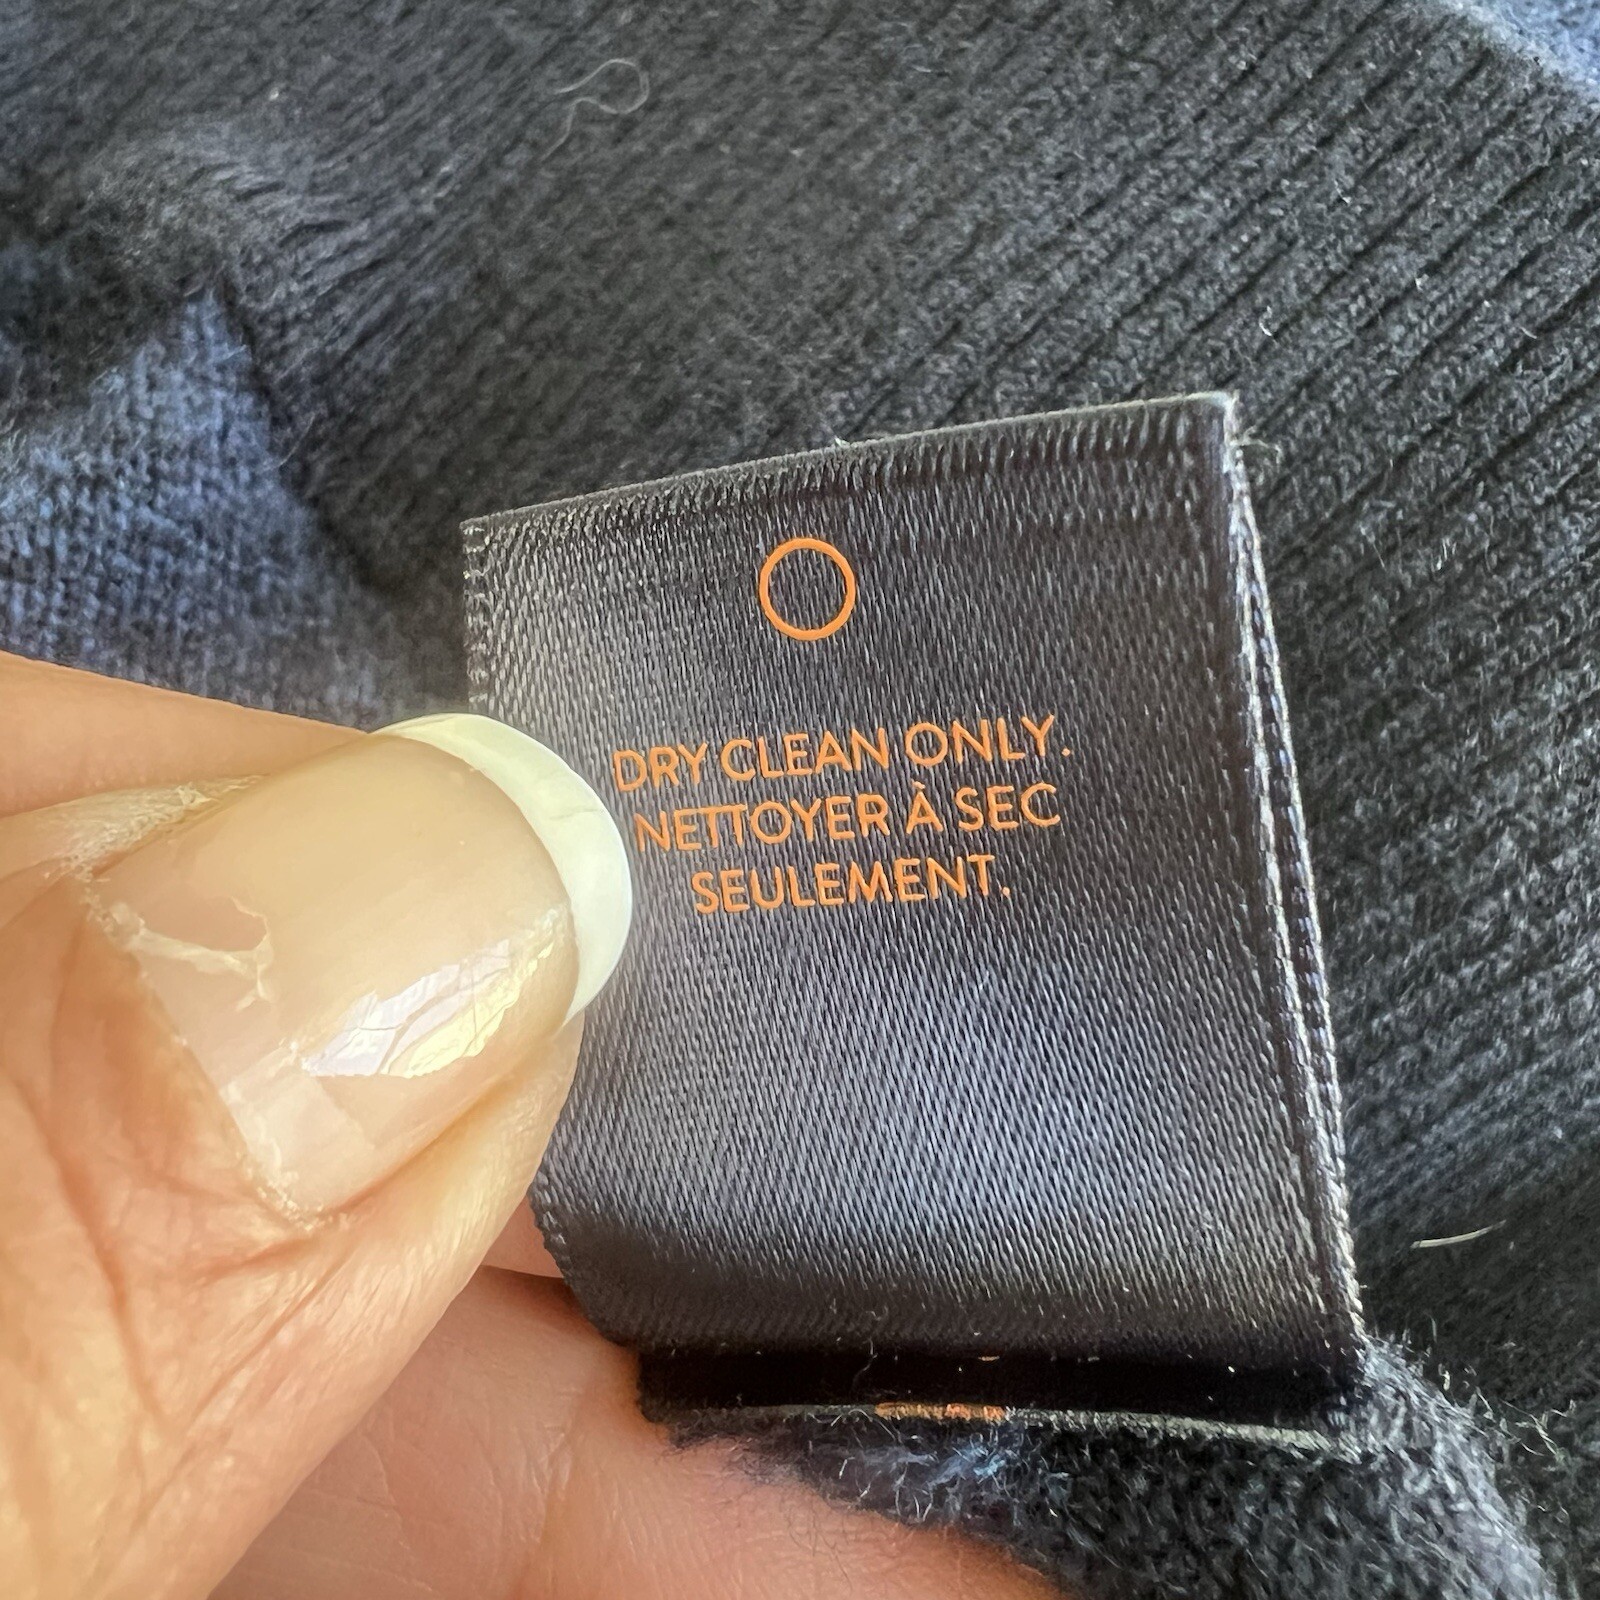 DRY CLEAN ONLY.
NETTOYER À SEC
SEULEMENT.